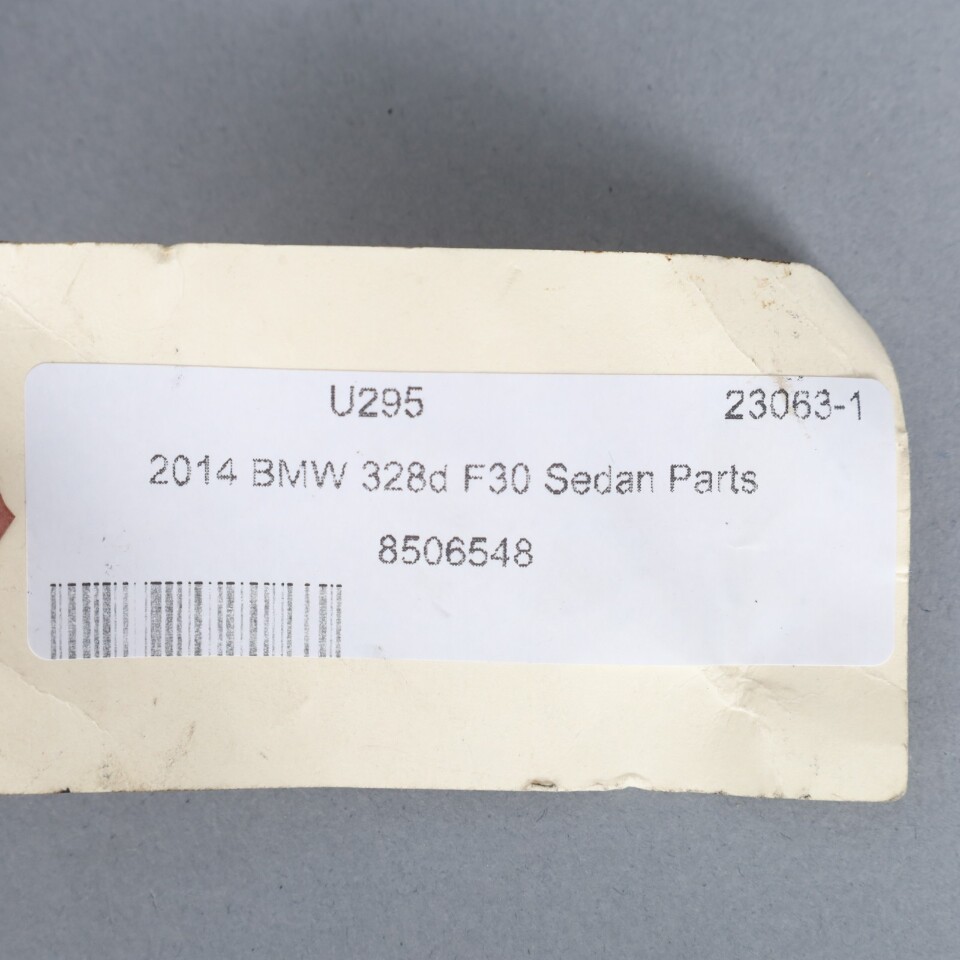 U295 23063-1
2014 BMW 328d F30 Sedan Parts
8506548